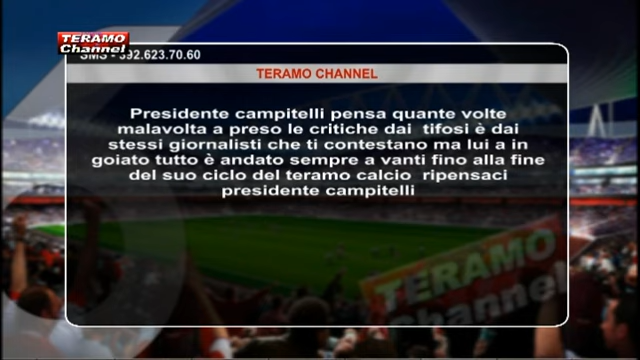 TERAMO
Channel
SMS - 392.623.70.60
TERAMO CHANNEL
Presidente campitelli pensa quante volte
malavolta a preso le critiche dai tifosi è dai
stessi giornalisti che ti contestano ma lui a in
goiato tutto è andato sempre a vanti fino alla fine
del suo ciclo del teramo calcio ripensaci
presidente campitelli
TERAMO
Channel